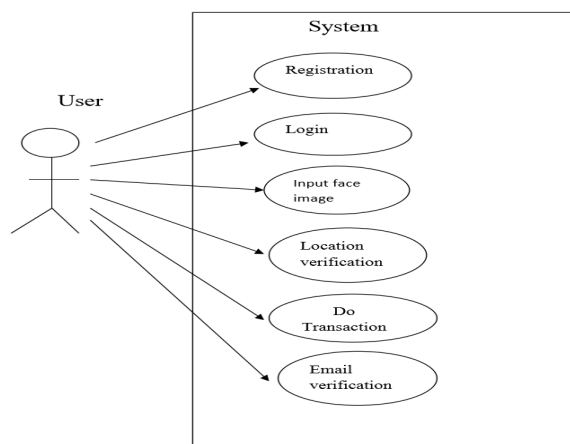 System
Registration
User
Login
Input face
image
Location
verification
Do
Transaction
Email
verification